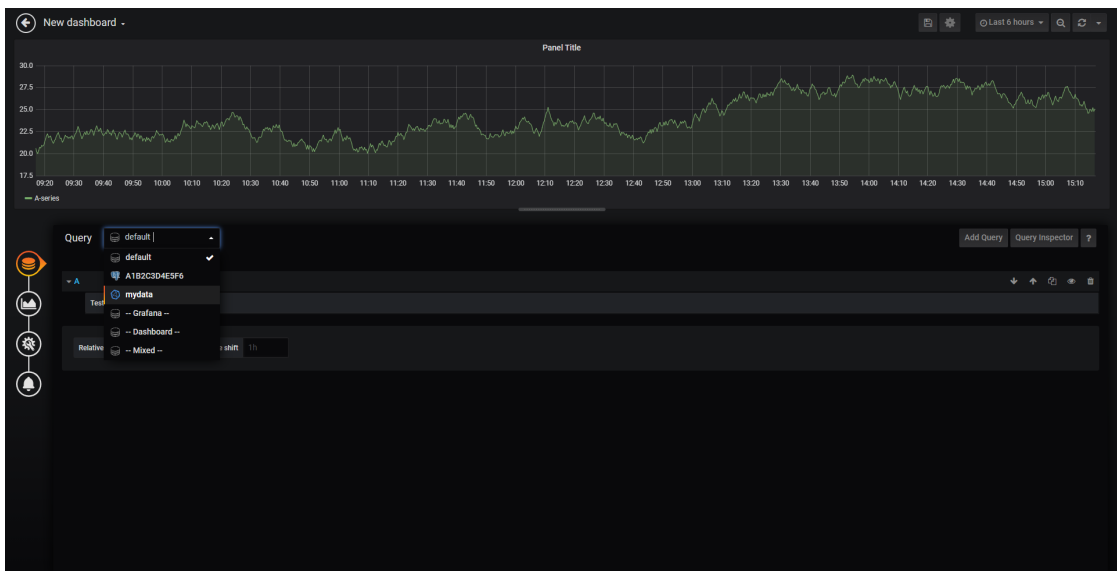 New dashboard
Last 6 hours
Panel Title
30.0
27.5
25.0
22.5
20.0
17.5
09:20 09:30 09:40 09:50 10:00 10:10 10:20 10:30 10:40 10:50 11:00 11:10 11:20 11:30 11:40 11:50 12:00 12:10 12:20 12:30 12:40 12:50 13:00 13:10 13:20 13:30 13:40 13:50 14:00 14:10 14:20 14:30 14:40 14:50 15:00 15:10
A-series
Query default Add Query Query Inspector ?
default
A1B2C3D4E5F6
A
mydata
Test
-- Grafana --
-- Dashboard --
Relative shift 1h
-- Mixed --